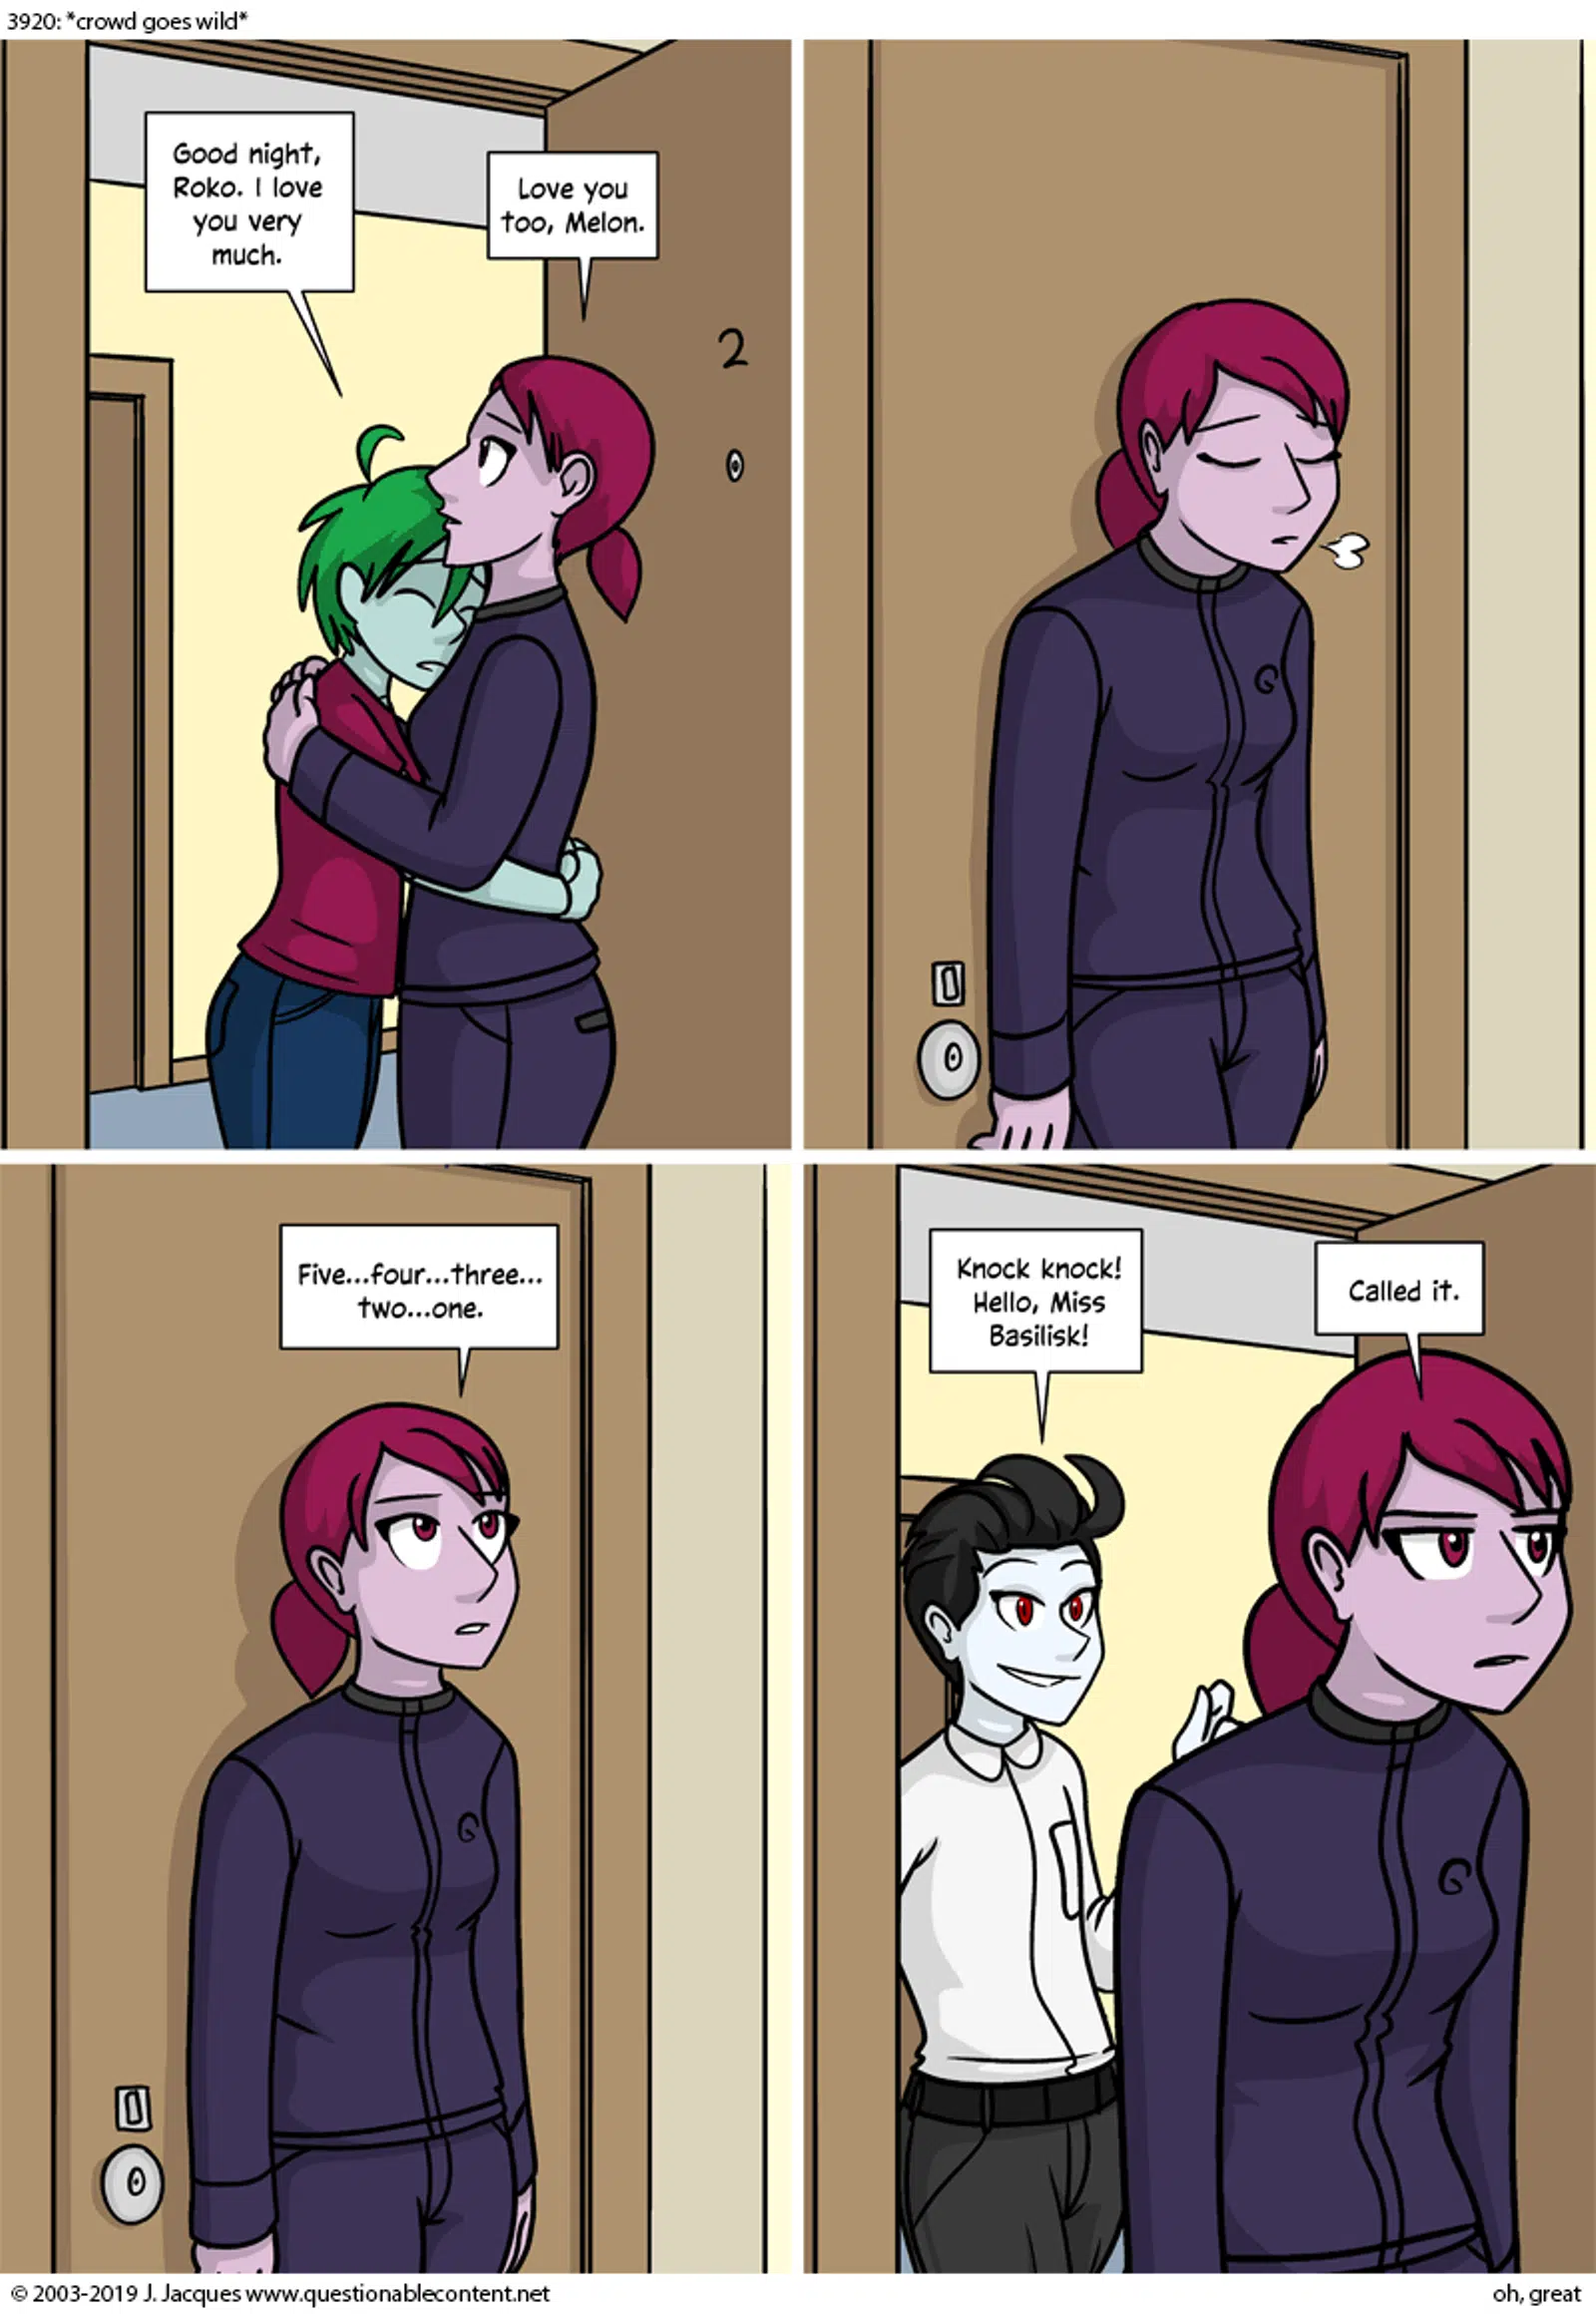 3920: *crowd goes wild*
Good night,
Roko. I love
you very
much.
Love you
too, Melon.
2
G
Five...four...three...
two...one.
G
Knock knock!
Hello, Miss
Basilisk!
Called it.
G
© 2003-2019 J. Jacques www.questionablecontent.net
oh, great